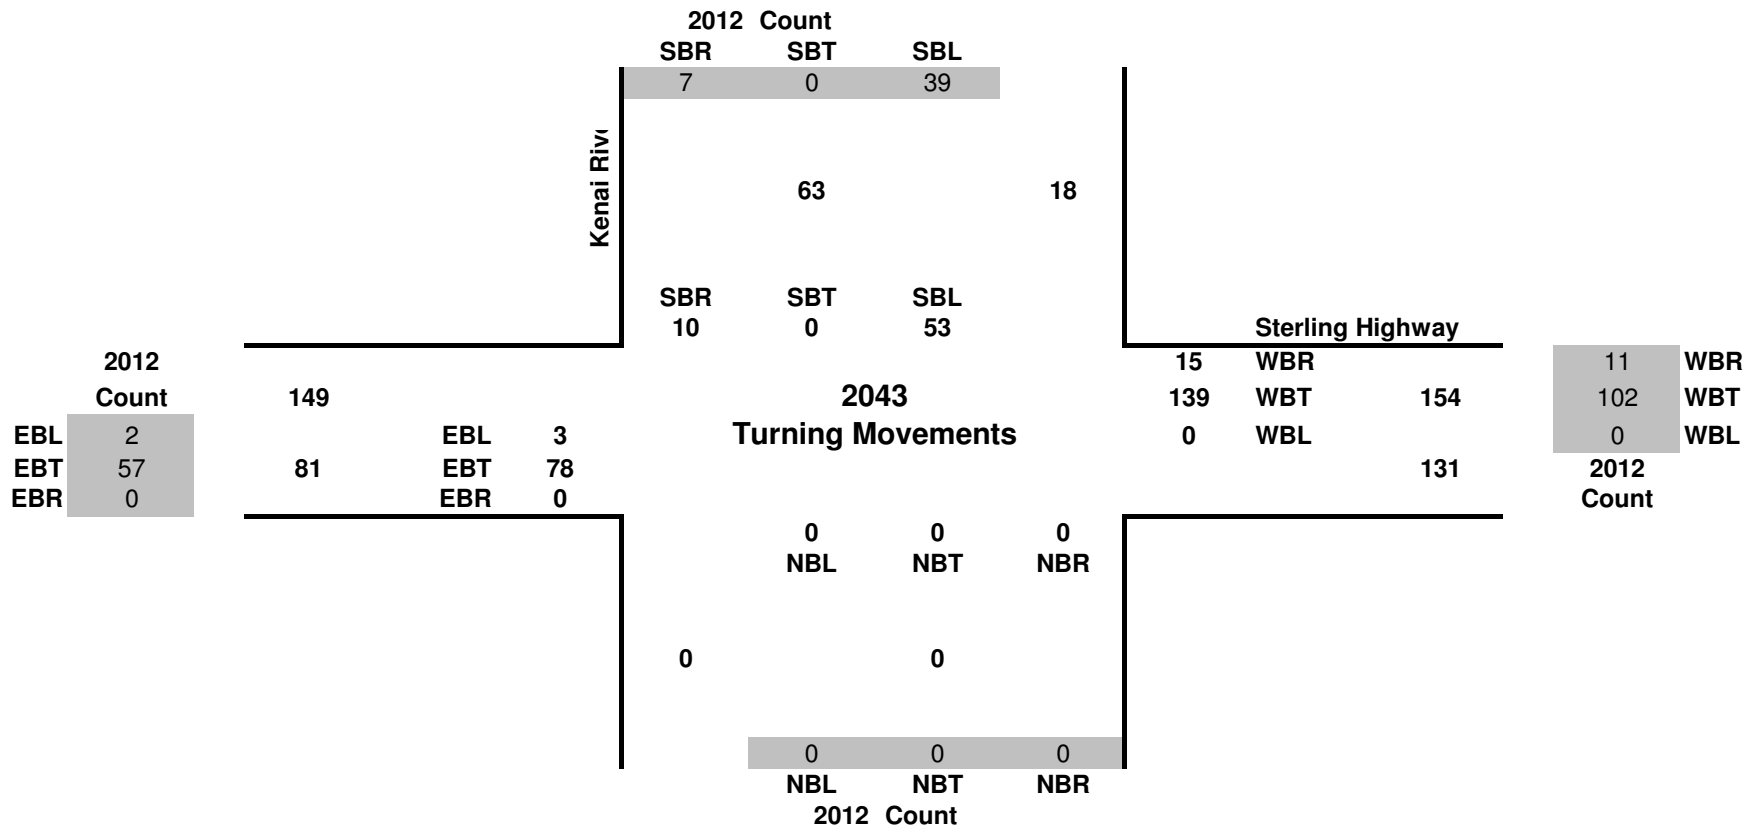 2012 Count
SBR SBT SBL
7 0 39
Kenai Riv
63 18
SBR SBT SBL
10 0 53
Sterling Highway
2012 15 WBR 11 WBR
Count 149 2043 139 WBT 154 102 WBT
EBL 2 EBL 3 Turning Movements 0 WBL 0 WBL
EBT 57 81 EBT 78 131 2012
EBR 0 EBR 0 Count
0 0 0
NBL NBT NBR
0 0
0 0 0
NBL NBT NBR
2012 Count